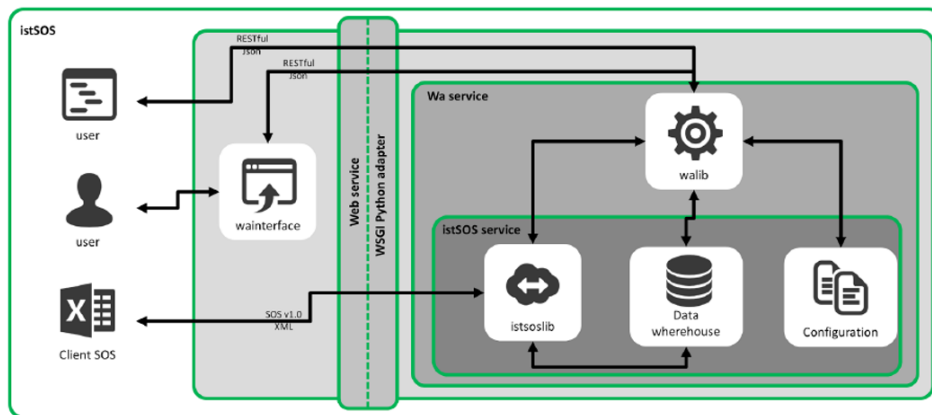 istSOS
RESTful
Json
RESTful
Json
user
user
Client SOS
wainterface
SOS v1.0
XML
Web service
WSGI Python adapter
Wa service
walib
istSOS service
istsoslib
Data
wherehouse
Configuration